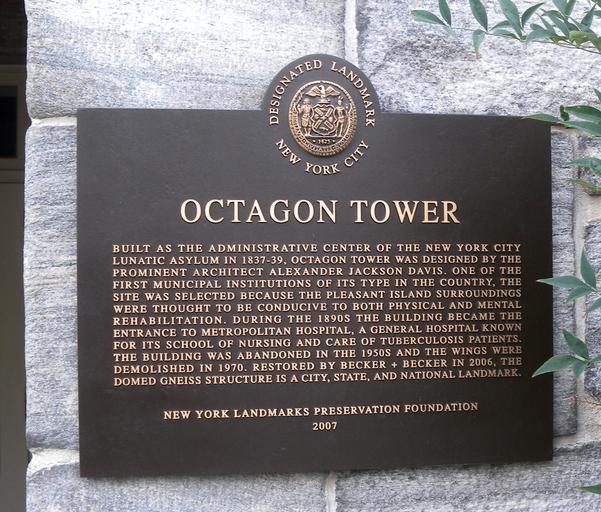 DESIGNATED LANDMARK
1625
NEW YORK CITY
OCTAGON TOWER
BUILT AS THE ADMINISTRATIVE CENTER OF THE NEW YORK CITY
LUNATIC ASYLUM IN 1837-39, OCTAGON TOWER WAS DESIGNED BY THE
PROMINENT ARCHITECT ALEXANDER JACKSON DAVIS. ONE OF THE
FIRST MUNICIPAL INSTITUTIONS OF ITS TYPE IN THE COUNTRY, THE
SITE WAS SELECTED BECAUSE THE PLEASANT ISLAND SURROUNDINGS
WERE THOUGHT TO BE CONDUCIVE TO BOTH PHYSICAL AND MENTAL
REHABILITATION. DURING THE 1890S THE BUILDING BECAME THE
ENTRANCE TO METROPOLITAN HOSPITAL, A GENERAL HOSPITAL KNOWN
FOR ITS SCHOOL OF NURSING AND CARE OF TUBERCULOSIS PATIENTS.
THE BUILDING WAS ABANDONED IN THE 1950S AND THE WINGS WERE
DEMOLISHED IN 1970. RESTORED BY BECKER + BECKER IN 2006, THE
DOMED GNEISS STRUCTURE IS A CITY, STATE, AND NATIONAL LANDMARK.
NEW YORK LANDMARKS PRESERVATION FOUNDATION
2007